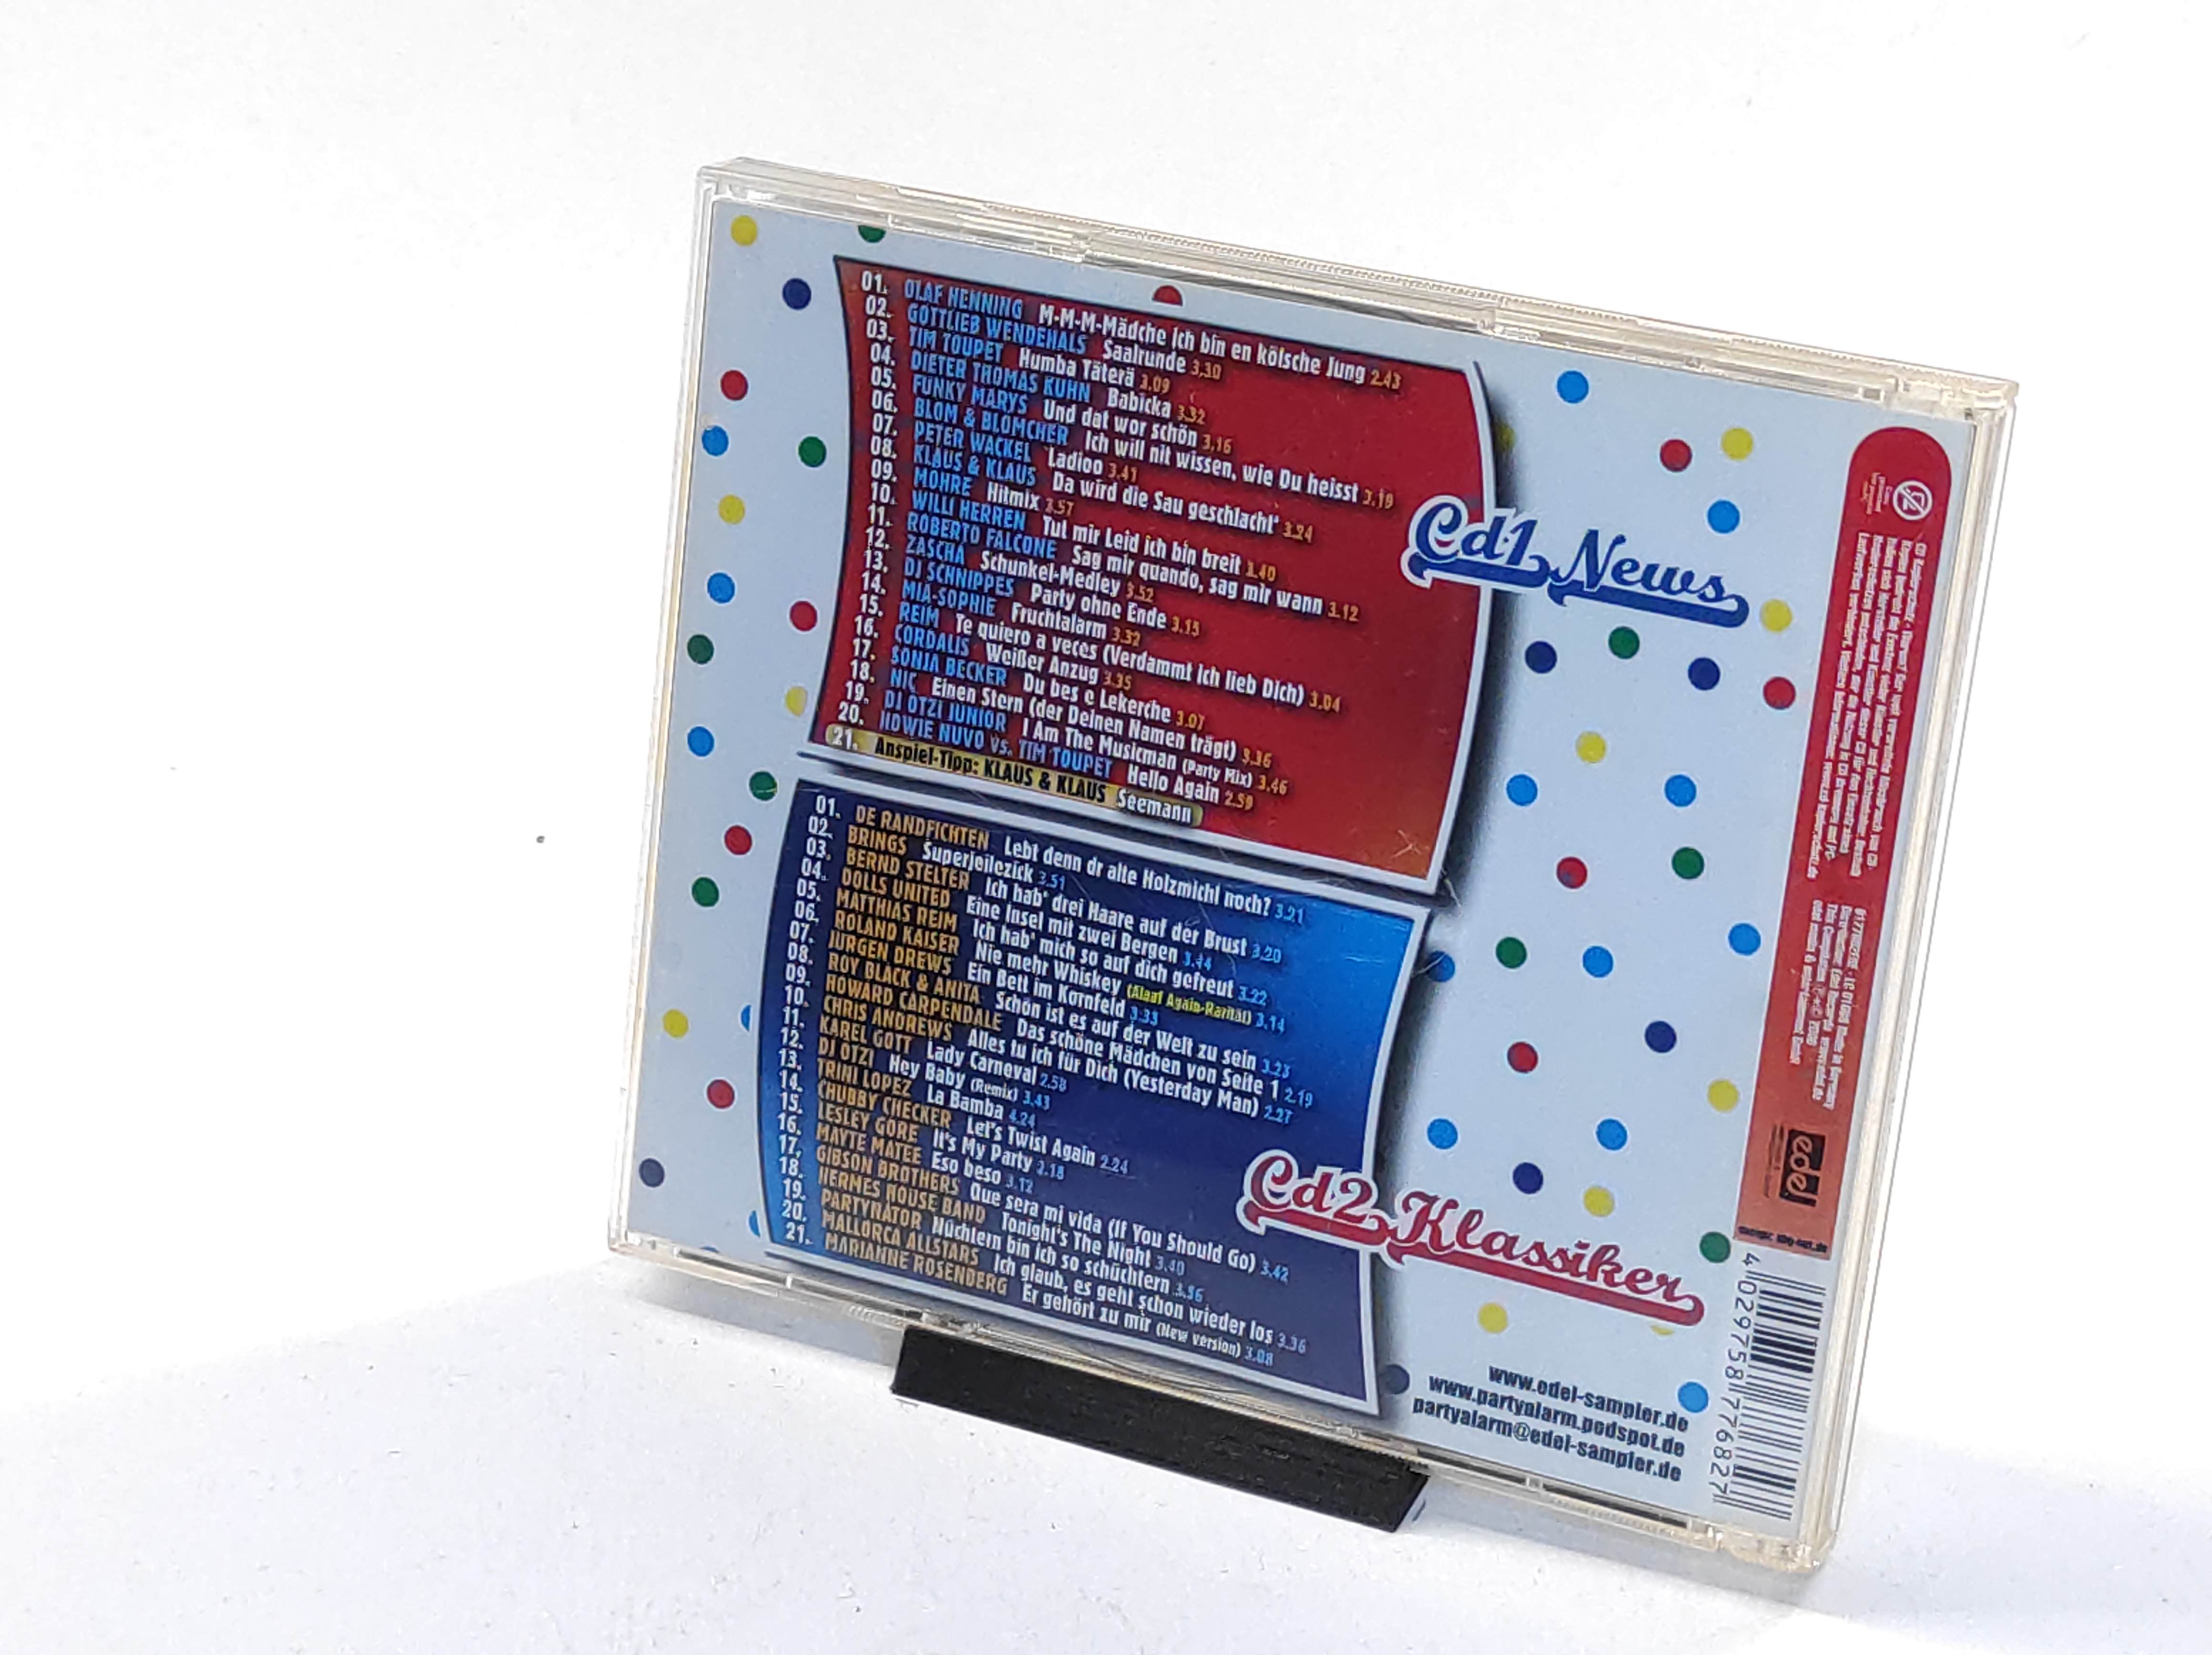 01. OLAF HENNING M-M-M-Mädche ich bin en kölsche Jung 2.43
02. GOTTLIEB WENDEHALS Saalrunde 3.30
03. TIM TOUPET Humba Täterä 3.09
04. DIETER THOMAS KUHN Babicka 3.32
05. FUNKY MARYS Und dat wor schön 3.16
06. BLOM & BLÖMCHER Ich will nit wissen, wie Du heisst 3.19
07. PETER WACKEL Ladioo 3.41
08. KLAUS & KLAUS Da wird die Sau geschlacht' 3.24
09. MÖHRE Hitmix 3.57
10. WILLI HERREN Tut mir Leid ich bin breit 3.40
11. ROBERTO FALCONE Sag mir quando, sag mir wann 3.12
12. ZASCHA Schunkel-Medley 3.52
13. DJ SCHNIPPES Party ohne Ende 3.15
14. MIA-SOPHIE Fruchtalarm 3.32
15. REIM Te quiero a veces (Verdammt ich lieb Dich) 3.04
16. CORDALIS Weißer Anzug 3.35
17. SONJA BECKER Du bes e Lekerche 3.07
18. NIC Einen Stern (der Deinen Namen trägt) 3.36
19. DJ ÖTZI JUNIOR I Am The Musicman (Party Mix) 3.46
20. HOWIE NUVO vs. TIM TOUPET Hello Again 2.59
21. Anspiel-Tipp: KLAUS & KLAUS Seemann
Cd1 News
01. DE RANDFICHTEN Lebt denn dr alte Holzmichl noch? 3.21
02. BRINGS Superjeilezick 3.51
03. BERND STELTER Ich hab' drei Haare auf der Brust 3.20
04. DOLLS UNITED Eine Insel mit zwei Bergen 3.44
05. MATTHIAS REIM Ich hab' mich so auf dich gefreut 3.22
06. ROLAND KAISER Nie mehr Whiskey (Alaaf Again-Rarität) 3.14
07. JÜRGEN DREWS Ein Bett im Kornfeld 3.33
08. ROY BLACK & ANITA Schön ist es auf der Welt zu sein 3.23
09. HOWARD CARPENDALE Das schöne Mädchen von Seite 1 2.19
10. CHRIS ANDREWS Alles tu ich für Dich (Yesterday Man) 2.27
11. KAREL GOTT Lady Carneval 2.58
12. DJ ÖTZI Hey Baby (Remix) 3.43
13. TRINI LOPEZ La Bamba 4.24
14. CHUBBY CHECKER Let's Twist Again 2.24
15. LESLEY GORE It's My Party 2.18
16. MAYTE MATEE Eso beso 3.12
17. GIBSON BROTHERS Que sera mi vida (If You Should Go) 3.42
18. HERMES HOUSE BAND Tonight's The Night 3.40
19. PARTYNATOR Nüchtern bin ich so schüchtern 3.36
20. MALLORCA ALLSTARS Ich glaub, es geht schon wieder los 3.36
21. MARIANNE ROSENBERG Er gehört zu mir (New version) 3.08
Cd2 Klassiker
www.edel-sampler.de
www.partyalarm.podspot.de
partyalarm@edel-sampler.de
edel
4 029758 776827